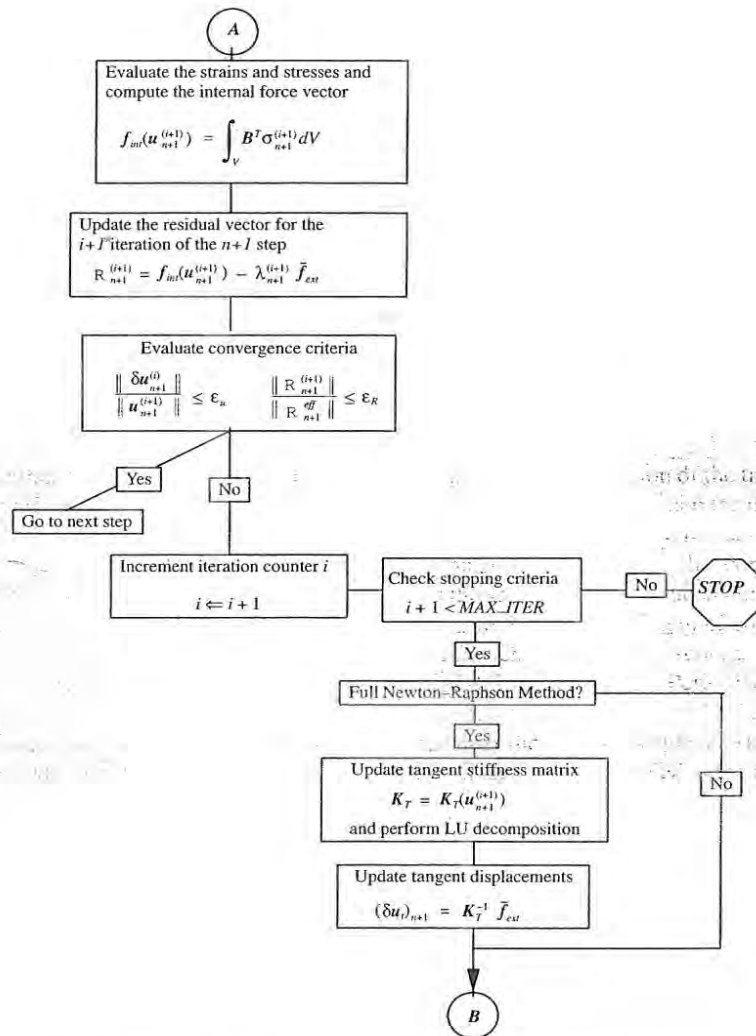 A
Evaluate the strains and stresses and
compute the internal force vector
f_int(u_{n+1}^{(i+1)}) = ∫_V B^T σ_{n+1}^{(i+1)} dV
Update the residual vector for the
i+1 iteration of the n+1 step
R_{n+1}^{(i+1)} = f_int(u_{n+1}^{(i+1)}) − λ_{n+1}^{(i+1)} f̄_ext
Evaluate convergence criteria
‖ δu_{n+1}^{(i)} ‖ / ‖ u_{n+1}^{(i+1)} ‖ ≤ ε_u    ‖ R_{n+1}^{(i+1)} ‖ / ‖ R_{n+1}^{eff} ‖ ≤ ε_R
Yes
No
Go to next step
Increment iteration counter i
i ⇐ i + 1
Check stopping criteria
i + 1 < MAX_ITER
No
STOP
Yes
Full Newton–Raphson Method?
Yes
No
Update tangent stiffness matrix
K_T = K_T(u_{n+1}^{(i+1)})
and perform LU decomposition
Update tangent displacements
(δu_t)_{n+1} = K_T^{-1} f̄_ext
B